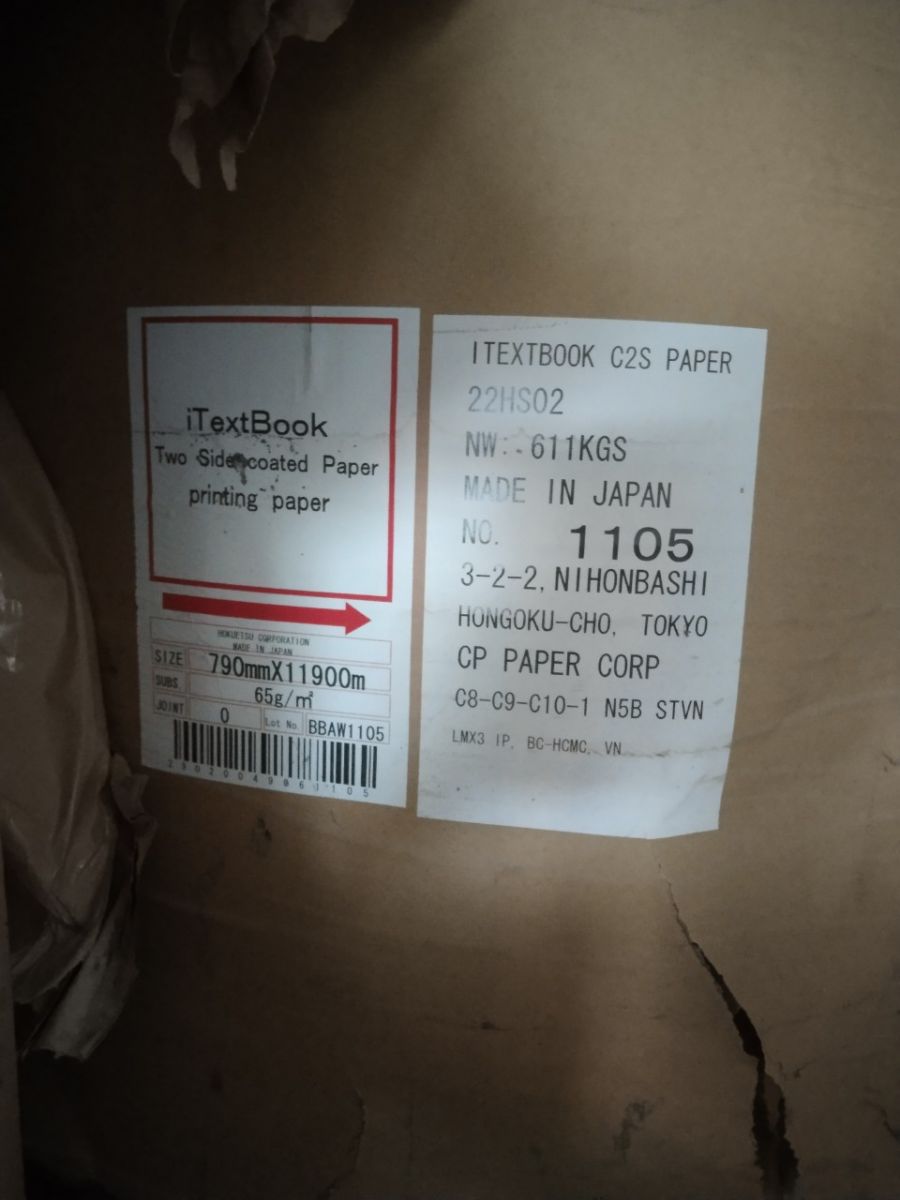 iTextBook
Two Side coated Paper
printing paper
HOKUETSU CORPORATION
MADE IN JAPAN
SIZE 790mmX11900m
SUBS 65g/㎡
JOINT 0 Lot No. BBAW1105
ITEXTBOOK C2S PAPER
22HS02
NW: 611KGS
MADE IN JAPAN
NO. 1105
3-2-2, NIHONBASHI
HONGOKU-CHO, TOKYO
CP PAPER CORP
C8-C9-C10-1 N5B STVN
LMX3 IP, BC-HCMC, VN